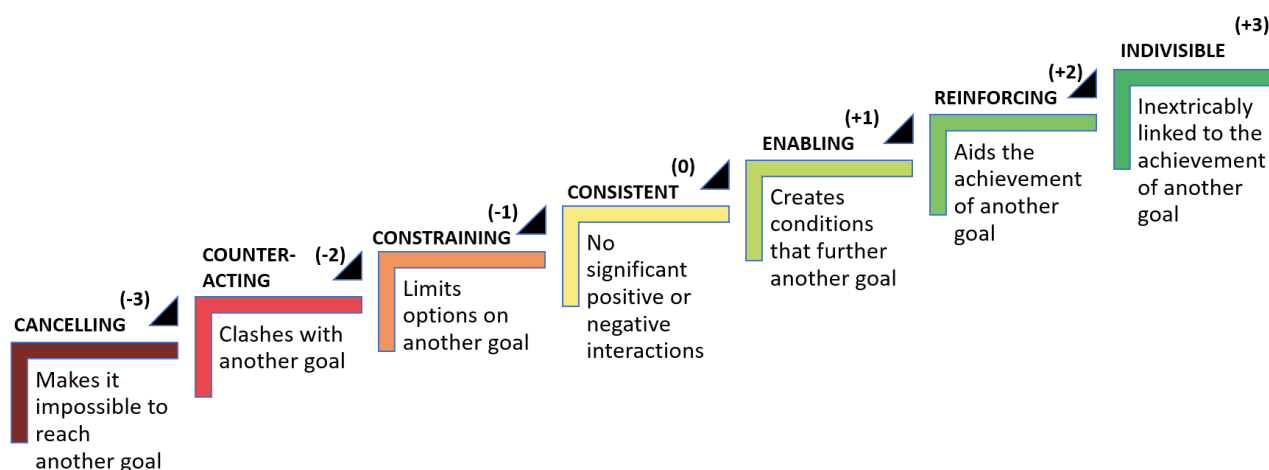 (-3)
CANCELLING
Makes it
impossible to
reach
another goal
COUNTER-
ACTING
(-2)
Clashes with
another goal
(-1)
CONSTRAINING
Limits
options on
another goal
(0)
CONSISTENT
No
significant
positive or
negative
interactions
(+1)
ENABLING
Creates
conditions
that further
another goal
(+2)
REINFORCING
Aids the
achievement
of another
goal
(+3)
INDIVISIBLE
Inextricably
linked to the
achievement
of another
goal